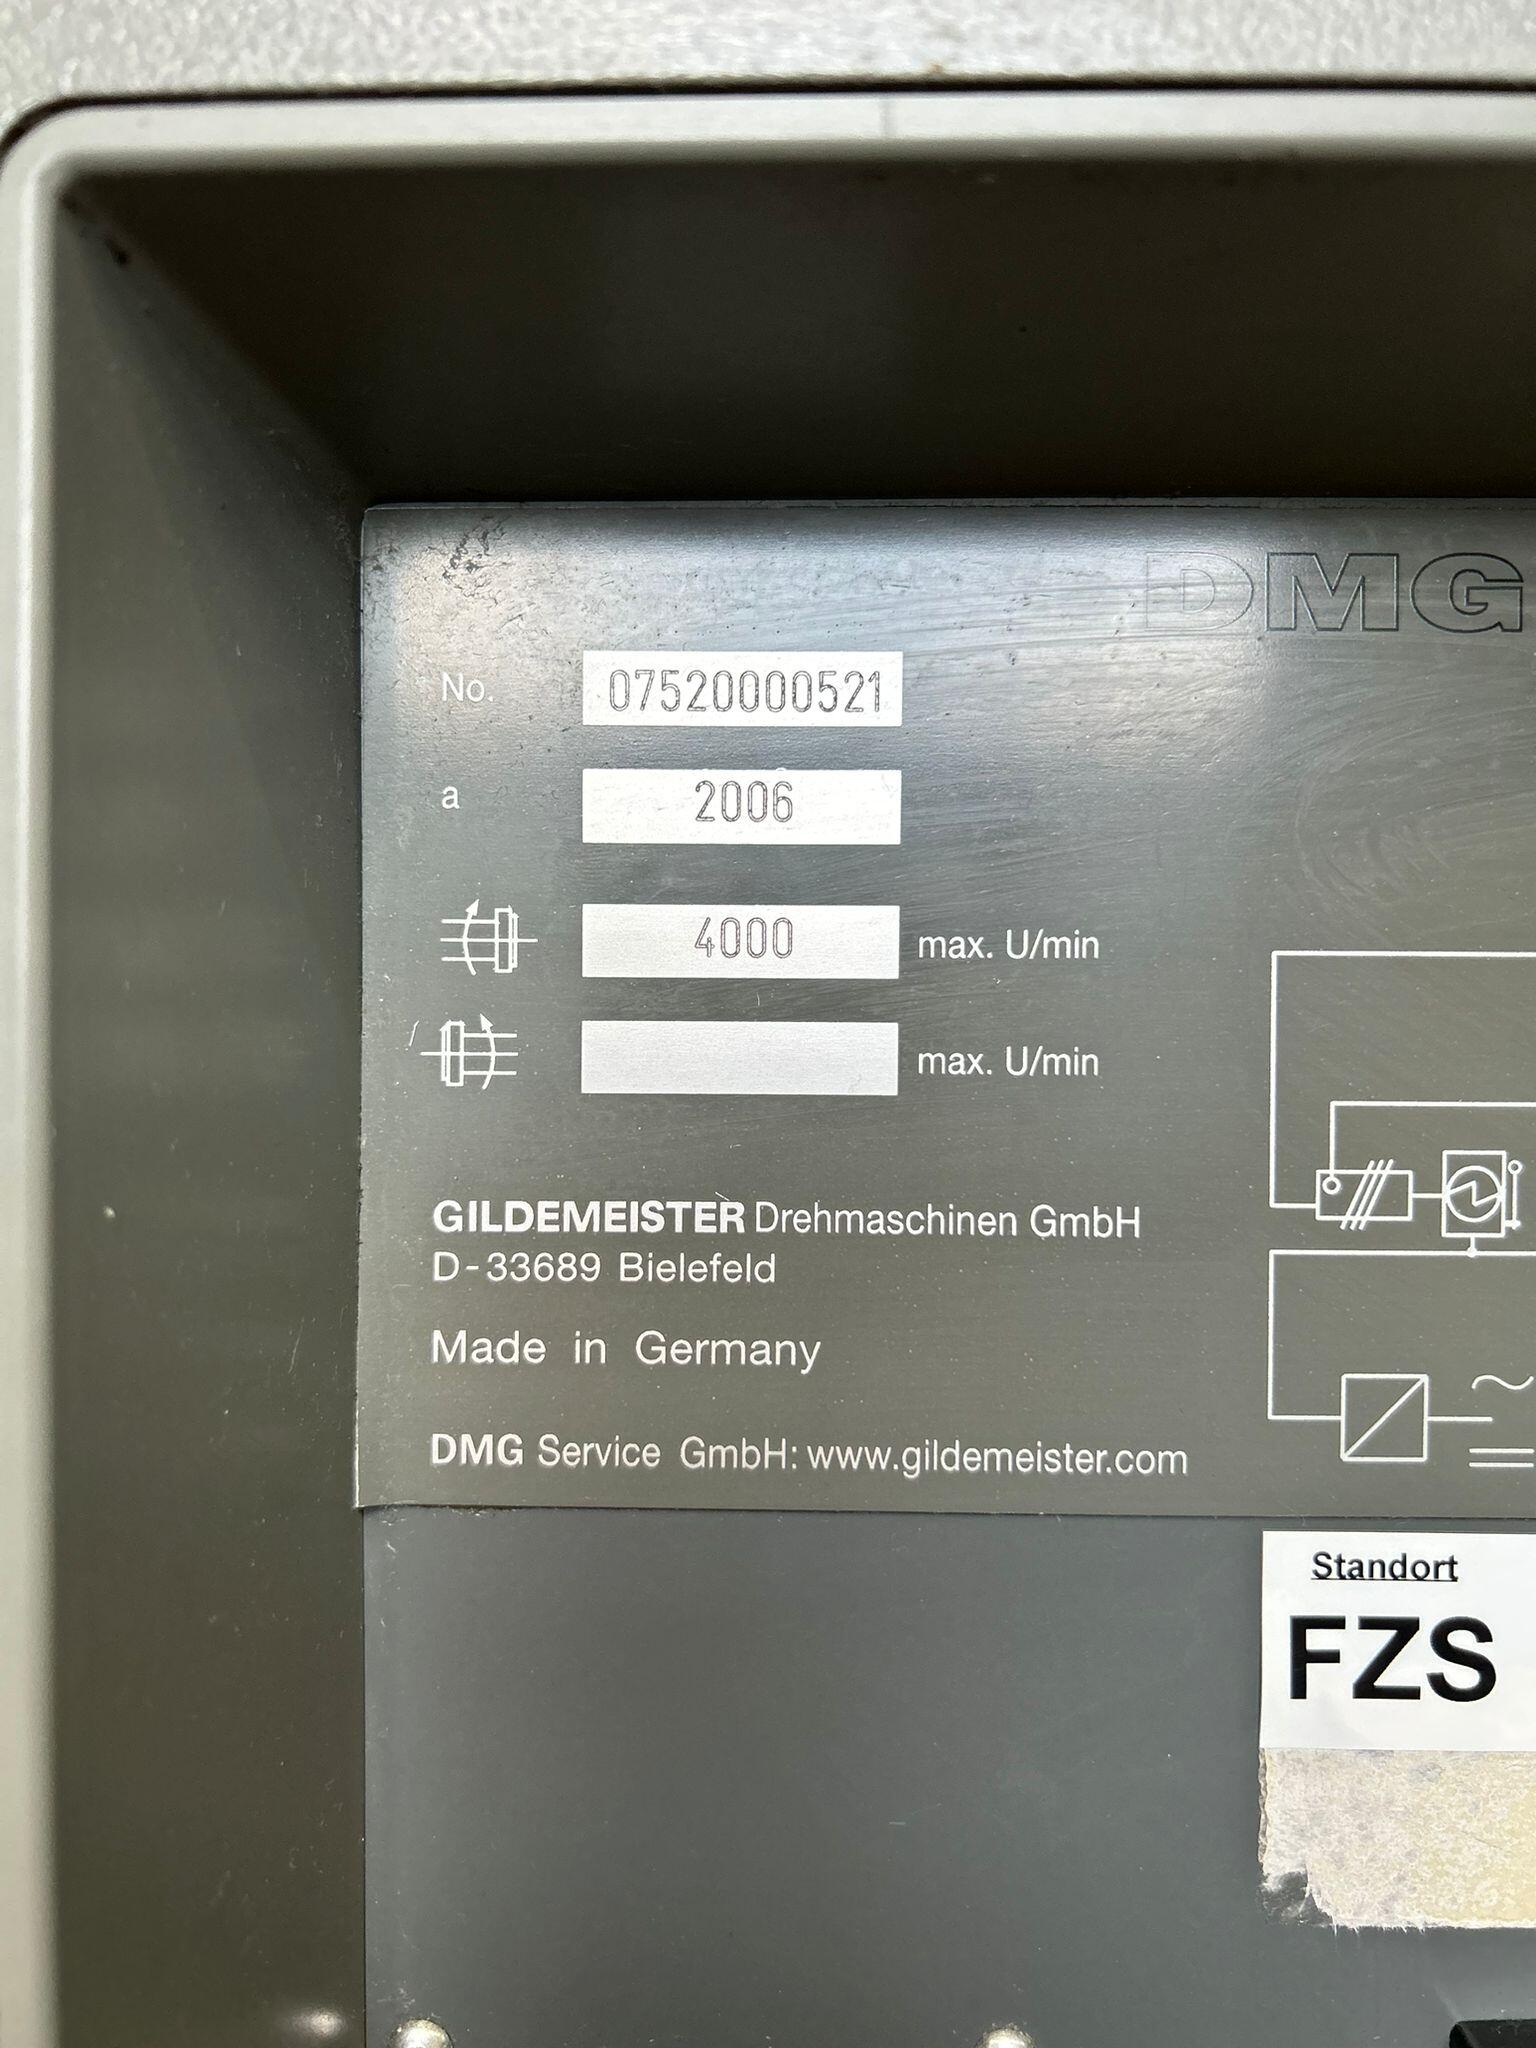 DMG
No. 07520000521
a 2006
4000 max. U/min
max. U/min
GILDEMEISTER Drehmaschinen GmbH
D-33689 Bielefeld
Made in Germany
DMG Service GmbH: www.gildemeister.com
Standort
FZS